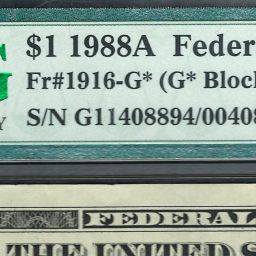 $1 1988A Feder
Fr#1916-G* (G* Block
S/N G11408894/00408
FEDERAL
THE UNITED S